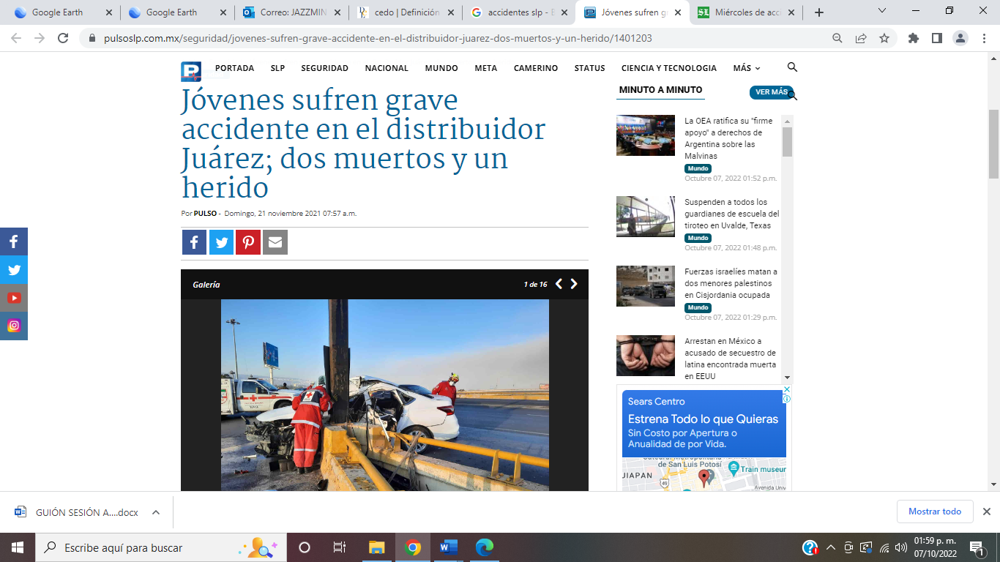 Google Earth
Google Earth
Correo: JAZZMIN
cedo | Definición
accidentes slp - B
Jóvenes sufren g
Miércoles de acci
pulsoslp.com.mx/seguridad/jovenes-sufren-grave-accidente-en-el-distribuidor-juarez-dos-muertos-y-un-herido/1401203
PORTADA SLP SEGURIDAD NACIONAL MUNDO META CAMERINO STATUS CIENCIA Y TECNOLOGIA MÁS
Jóvenes sufren grave
accidente en el distribuidor
Juárez; dos muertos y un
herido
Por PULSO - Domingo, 21 noviembre 2021 07:57 a.m.
Galería
1 de 16
MINUTO A MINUTO
VER MÁS
La OEA ratifica su "firme
apoyo" a derechos de
Argentina sobre las
Malvinas
Mundo
Octubre 07, 2022 01:52 p.m.
Suspenden a todos los
guardianes de escuela del
tiroteo en Uvalde, Texas
Mundo
Octubre 07, 2022 01:48 p.m.
Fuerzas israelíes matan a
dos menores palestinos
en Cisjordania ocupada
Mundo
Octubre 07, 2022 01:29 p.m.
Arrestan en México a
acusado de secuestro de
latina encontrada muerta
en EEUU
Sears Centro
Estrena Todo lo que Quieras
Sin Costo por Apertura o
Anualidad de por Vida.
Catedral Metropolitana
de San Luis Potosí
Train museum
UIAPAN
49
Avenida Univ
GUIÓN SESIÓN A....docx
Mostrar todo
Escribe aquí para buscar
01:59 p. m.
07/10/2022
1